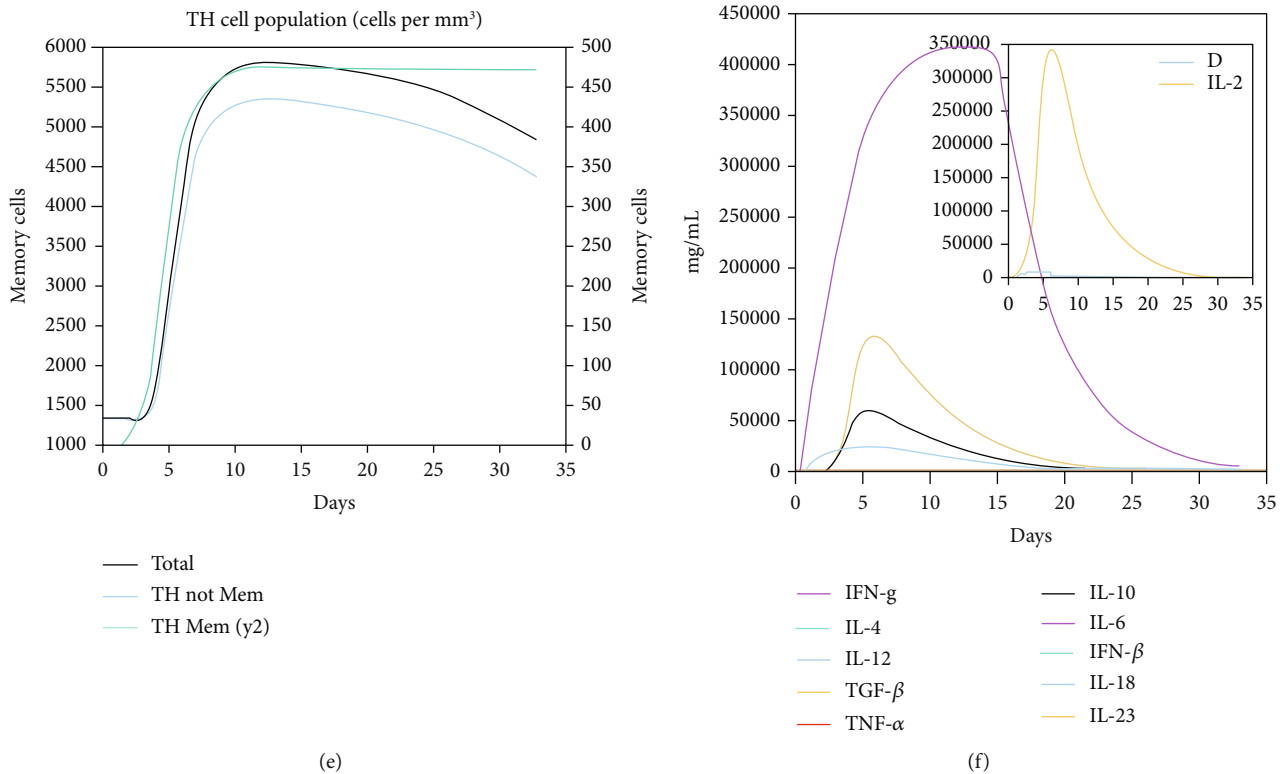 TH cell population (cells per mm³)
6000
5500
5000
4500
4000
3500
3000
2500
2000
1500
1000
Memory cells
500
450
400
350
300
250
200
150
100
50
0
Memory cells
0 5 10 15 20 25 30 35
Days
Total
TH not Mem
TH Mem (y2)
(e)
450000
400000
350000
300000
250000
200000
150000
100000
50000
0
mg/mL
350000
300000
250000
200000
150000
100000
50000
0
D
IL-2
0 5 10 15 20 25 30 35
0 5 10 15 20 25 30 35
Days
IFN-g
IL-4
IL-12
TGF-β
TNF-α
IL-10
IL-6
IFN-β
IL-18
IL-23
(f)